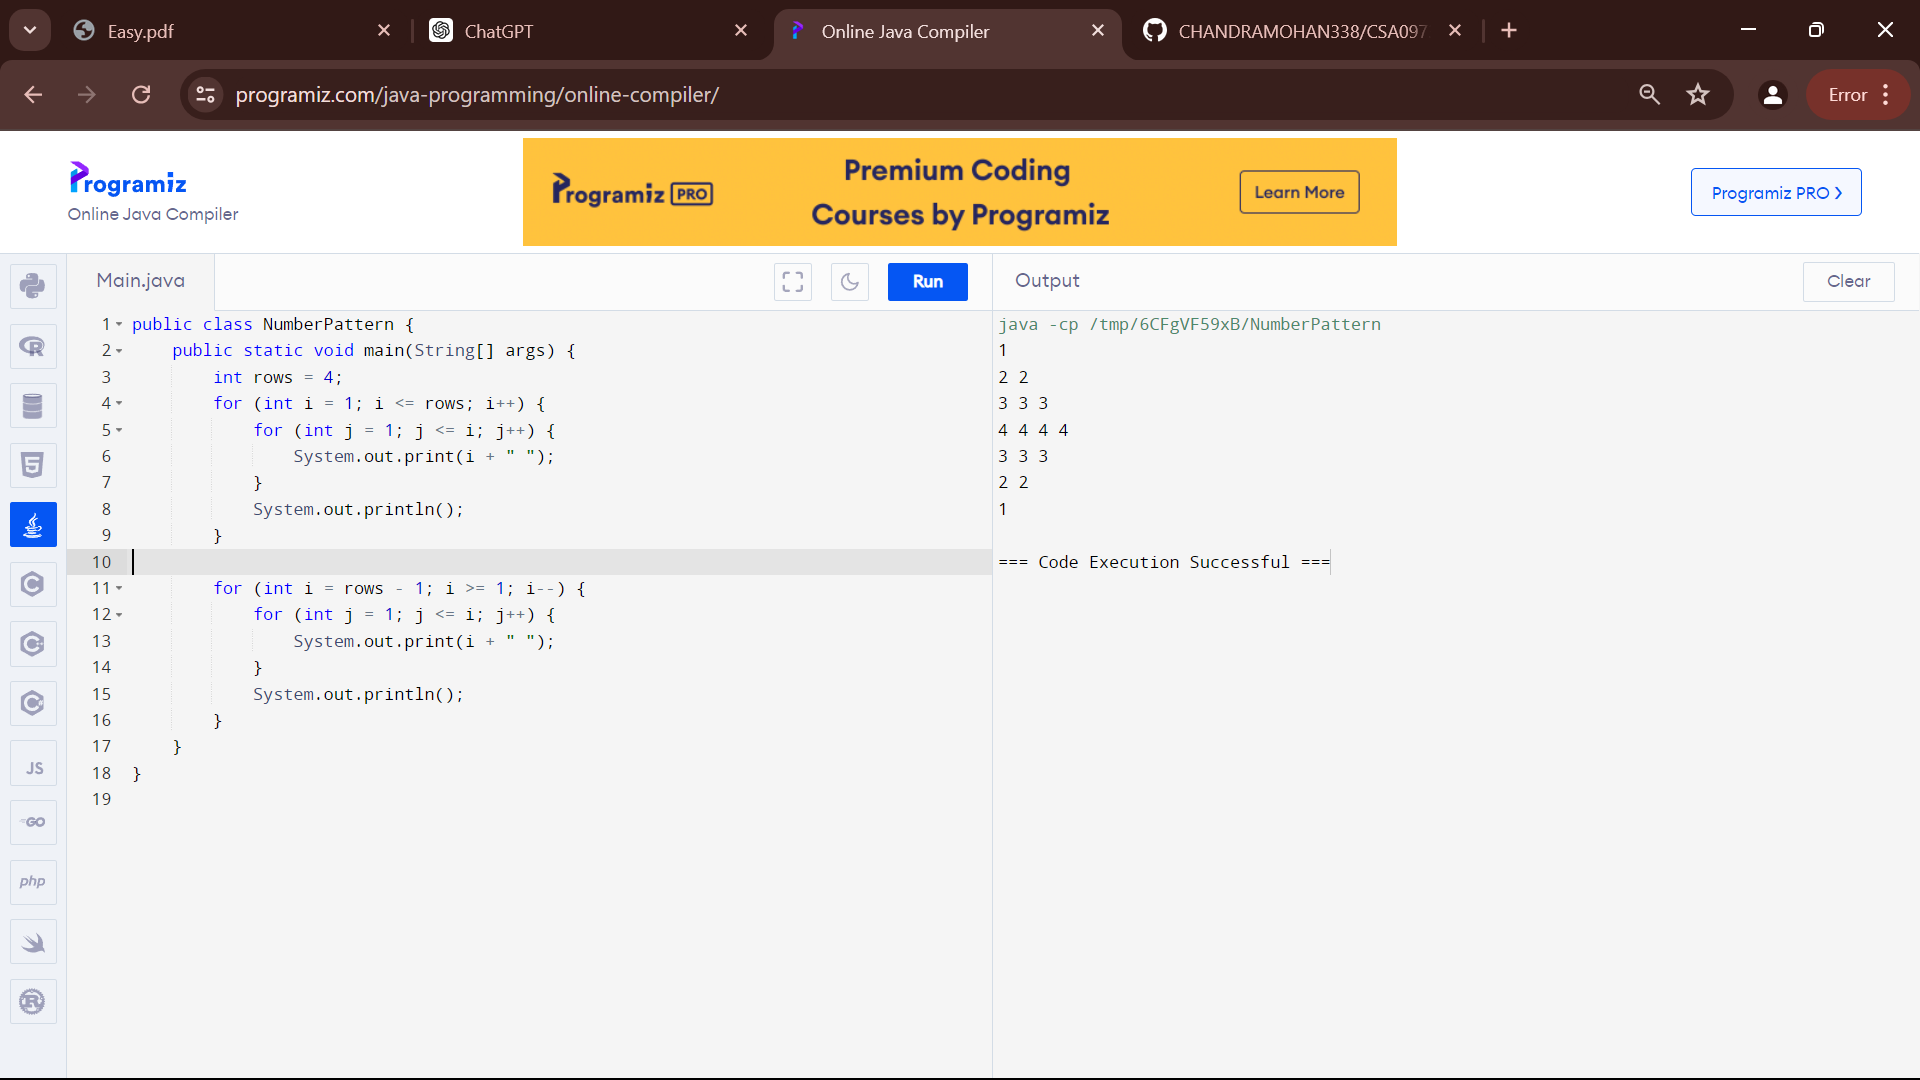 Easy.pdf
ChatGPT
Online Java Compiler
CHANDRAMOHAN338/CSA097
programiz.com/java-programming/online-compiler/
Error
Programiz
Online Java Compiler
Programiz PRO
Premium Coding
Courses by Programiz
Learn More
Programiz PRO
Main.java
Run
Output
Clear
1 public class NumberPattern {
2     public static void main(String[] args) {
3         int rows = 4;
4         for (int i = 1; i <= rows; i++) {
5             for (int j = 1; j <= i; j++) {
6                 System.out.print(i + " ");
7             }
8             System.out.println();
9         }
10
11         for (int i = rows - 1; i >= 1; i--) {
12             for (int j = 1; j <= i; j++) {
13                 System.out.print(i + " ");
14             }
15             System.out.println();
16         }
17     }
18 }
19
java -cp /tmp/6CFgVF59xB/NumberPattern
1
2 2
3 3 3
4 4 4 4
3 3 3
2 2
1
=== Code Execution Successful ===
R
5
C
C
C
JS
GO
php
R